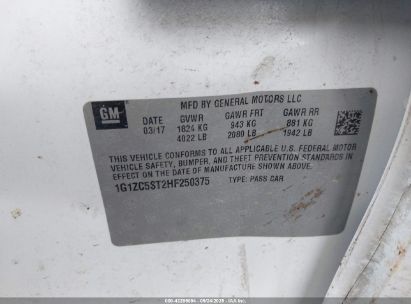 GM
MFD BY GENERAL MOTORS LLC
DATE GVWR GAWR FRT GAWR RR
03/17 1824 KG 943 KG 881 KG
4022 LB 2080 LB 1942 LB
THIS VEHICLE CONFORMS TO ALL APPLICABLE U.S. FEDERAL MOTOR
VEHICLE SAFETY, BUMPER, AND THEFT PREVENTION STANDARDS IN
EFFECT ON THE DATE OF MANUFACTURE SHOWN ABOVE.
1G1ZC5ST2HF250375 TYPE: PASS CAR